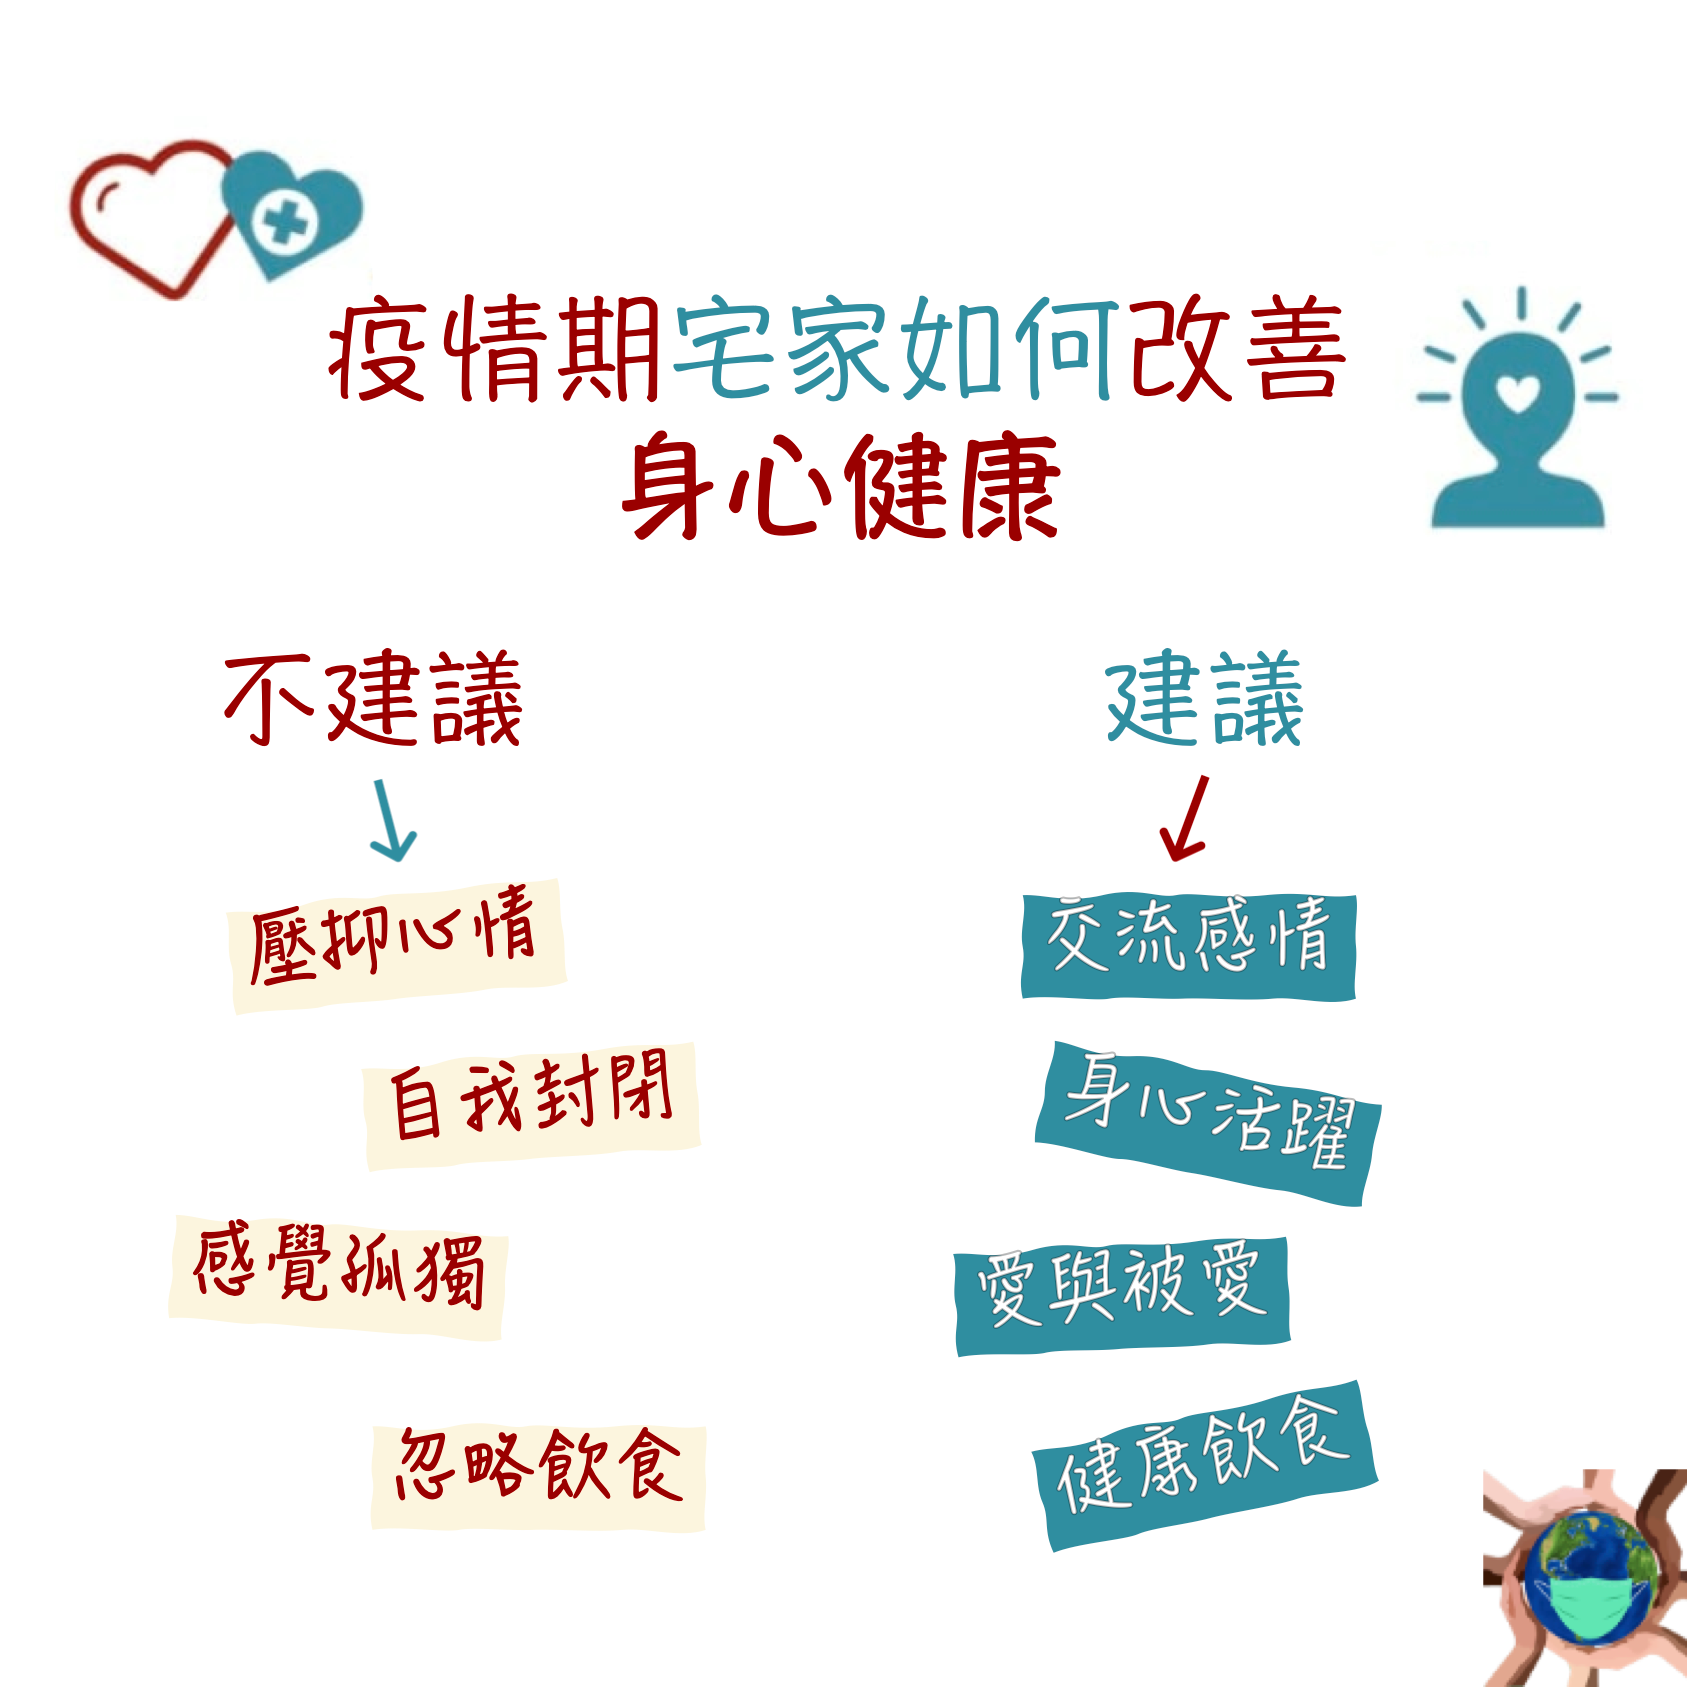 疫情期宅家如何改善
身心健康
不建議
壓抑心情
自我封閉
感覺孤獨
忽略飲食
建議
交流感情
身心活躍
愛與被愛
健康飲食